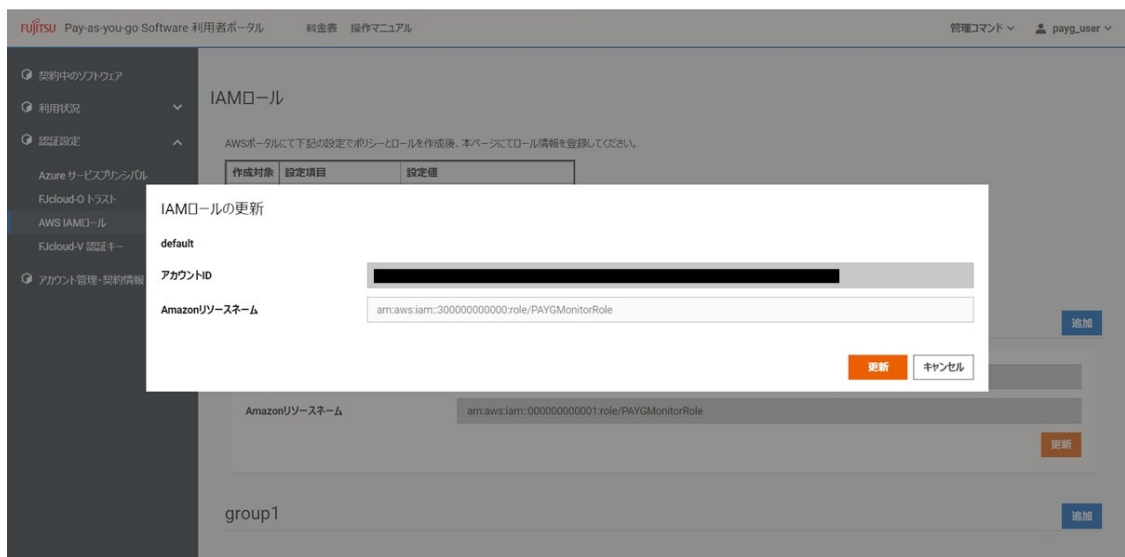 FUJITSU Pay-as-you-go Software 利用者ポータル 料金表 操作マニュアル 管理コマンド payg_user
契約中のソフトウェア
利用状況
認証設定
Azure サービスプリンシパル
FJcloud-O トラスト
AWS IAMロール
FJcloud-V 認証キー
アカウント管理・契約情報
IAMロール
AWSポータルにて下記の設定でポリシーとロールを作成後、本ページにてロール情報を登録してください。
作成対象 設定項目 設定値
IAMロールの更新
default
アカウントID
Amazonリソースネーム arn:aws:iam::300000000000:role/PAYGMonitorRole
更新 キャンセル
追加
Amazonリソースネーム arn:aws:iam::000000000001:role/PAYGMonitorRole
更新
group1 追加